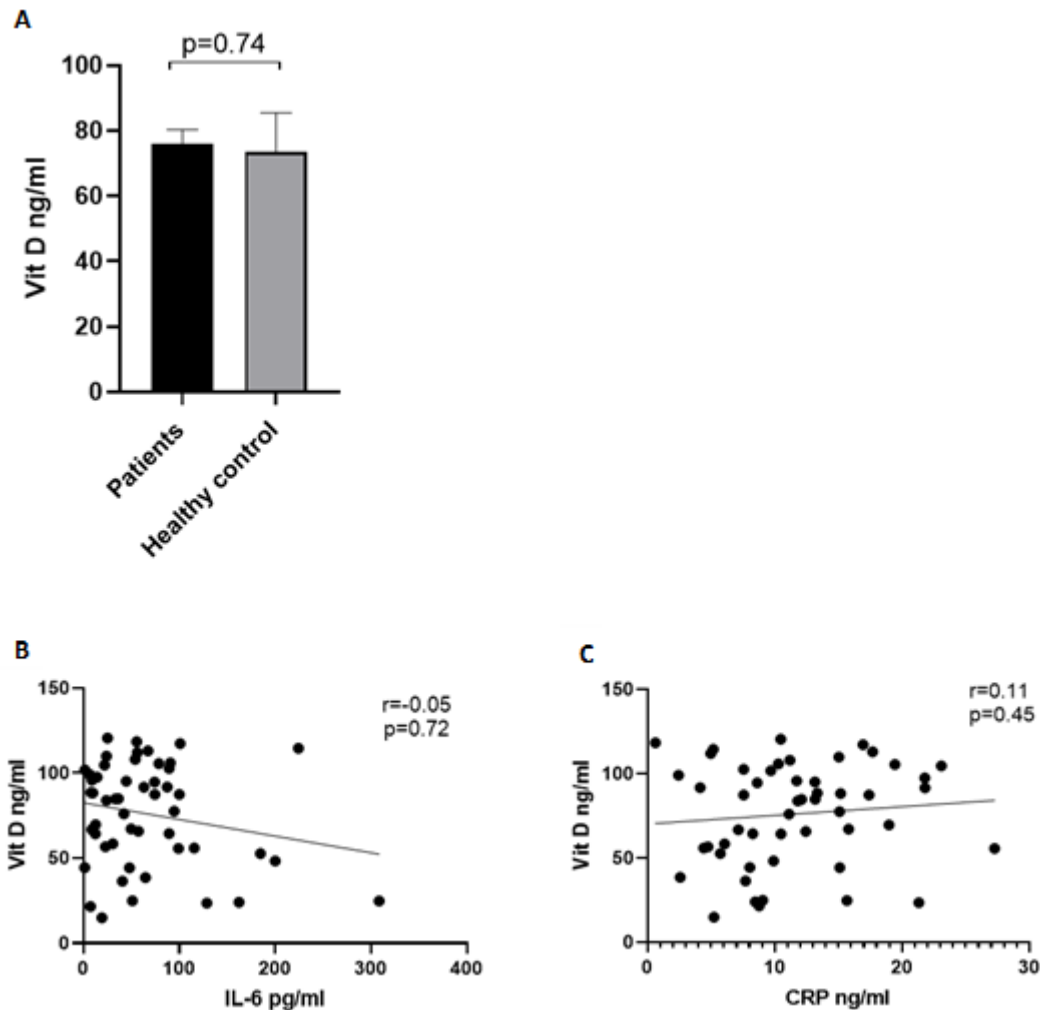 A
p=0.74
100
80
60
40
20
0
Vit D ng/ml
Patients
Healthy control
B
r=-0.05
p=0.72
150
100
50
0
Vit D ng/ml
0 100 200 300 400
IL-6 pg/ml
C
r=0.11
p=0.45
150
100
50
0
Vit D ng/ml
0 10 20 30
CRP ng/ml